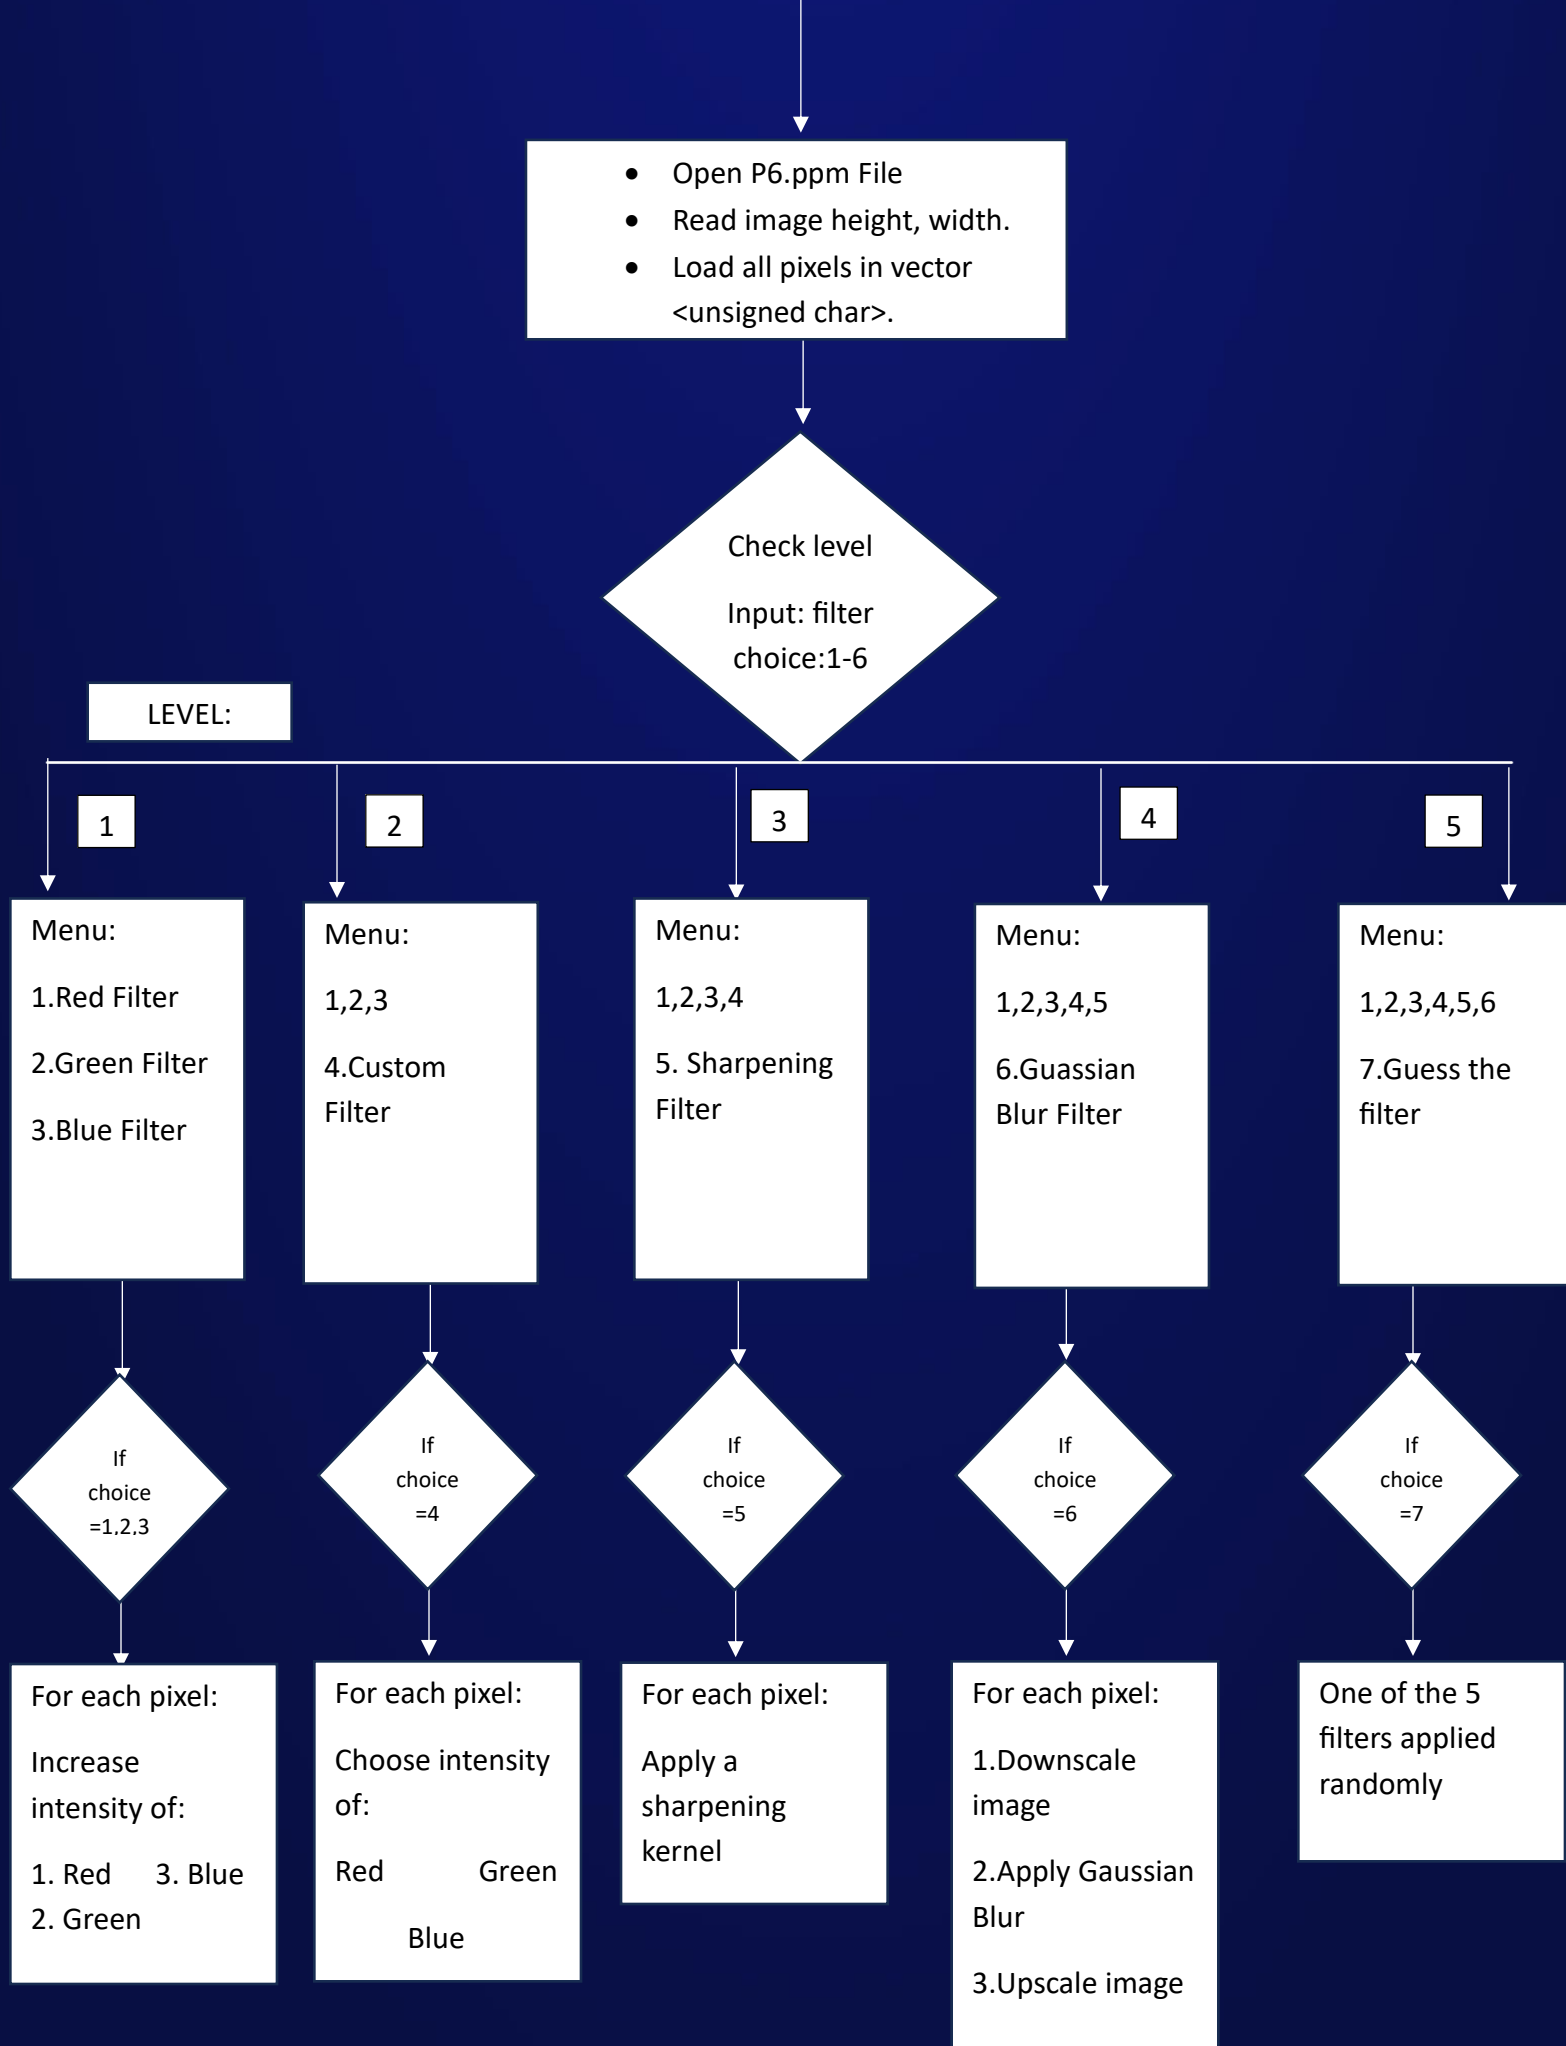 • Open P6.ppm File
• Read image height, width.
• Load all pixels in vector
<unsigned char>.
Check level
Input: filter
choice:1-6
LEVEL:
1
2
3
4
5
Menu:
1.Red Filter
2.Green Filter
3.Blue Filter
Menu:
1,2,3
4.Custom
Filter
Menu:
1,2,3,4
5. Sharpening
Filter
Menu:
1,2,3,4,5
6.Guassian
Blur Filter
Menu:
1,2,3,4,5,6
7.Guess the
filter
If
choice
=1,2,3
If
choice
=4
If
choice
=5
If
choice
=6
If
choice
=7
For each pixel:
Increase
intensity of:
1. Red 3. Blue
2. Green
For each pixel:
Choose intensity
of:
Red Green
Blue
For each pixel:
Apply a
sharpening
kernel
For each pixel:
1.Downscale
image
2.Apply Gaussian
Blur
3.Upscale image
One of the 5
filters applied
randomly